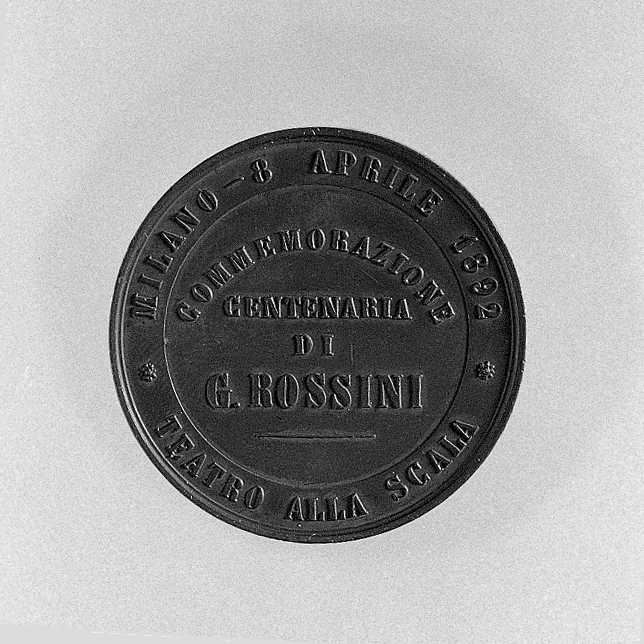 MILANO - 8 APRILE 1892
COMMEMORAZIONE
CENTENARIA
DI
G. ROSSINI
TEATRO ALLA SCALA